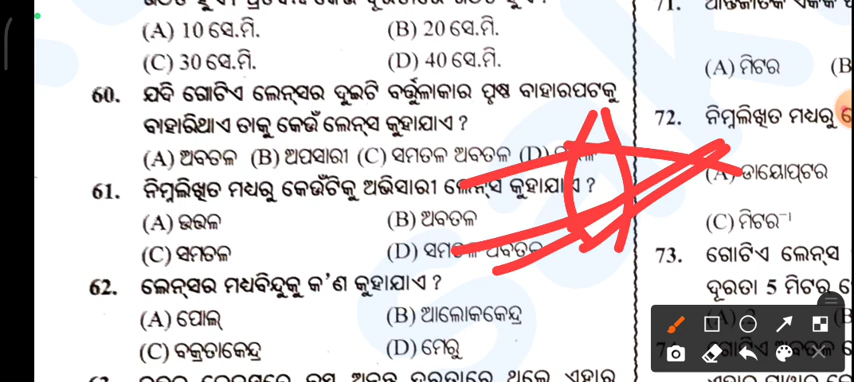 (A) 10 ସେ.ମି. (B) 20 ସେ.ମି.
(C) 30 ସେ.ମି. (D) 40 ସେ.ମି.
60. ଯଦି ଗୋଟିଏ ଲେନ୍‌ସର ଦୁଇଟି ବର୍ତ୍ତୁଳାକାର ପୃଷ୍ଠ ବାହାରପଟକୁ
ବାହାରିଥାଏ ତାକୁ କେଉଁ ଲେନ୍‌ସ କୁହାଯାଏ ?
(A) ଅବତଳ (B) ଅପସାରୀ (C) ସମତଳ ଅବତଳ (D)
61. ନିମ୍ନଲିଖିତ ମଧ୍ୟରୁ କେଉଁଟିକୁ ଅଭିସାରୀ ଲେନ୍‌ସ କୁହାଯାଏ ?
(A) ଉତ୍ତଳ (B) ଅବତଳ
(C) ସମତଳ (D) ସମତଳ ଅବତଳ
62. ଲେନ୍‌ସର ମଧ୍ୟବିନ୍ଦୁକୁ କ'ଣ କୁହାଯାଏ ?
(A) ପୋଲ୍ (B) ଆଲୋକକେନ୍ଦ୍ର
(C) ବକ୍ରତାକେନ୍ଦ୍ର (D) ମେରୁ
71.
(A) ମିଟର (B
72. ନିମ୍ନଲିଖିତ ମଧ୍ୟରୁ
(A) ଡାୟୋପ୍ଟର
(C) ମିଟର⁻¹
73. ଗୋଟିଏ ଲେନ୍‌ସ
ଦୂରତା 5 ମିଟର